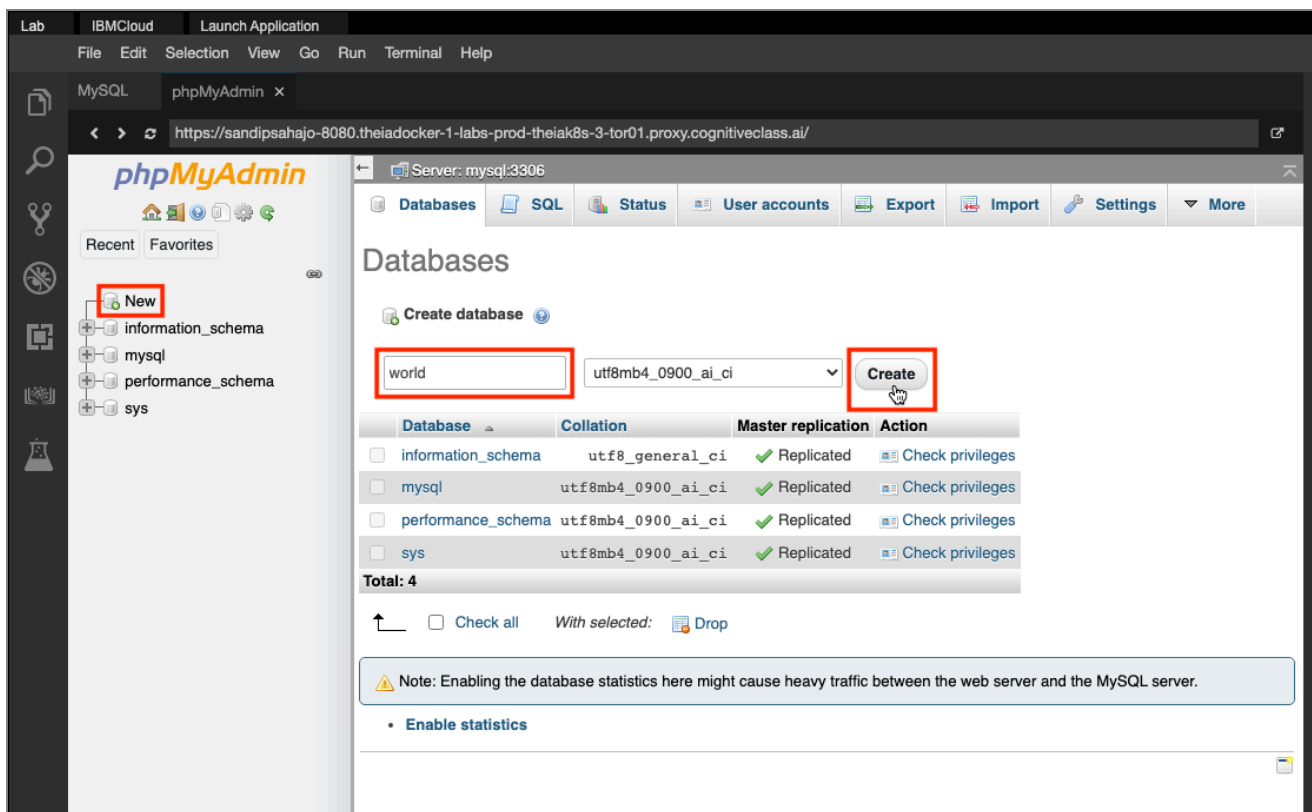 Lab IBMCloud Launch Application
File Edit Selection View Go Run Terminal Help
MySQL phpMyAdmin ×
https://sandipsahajo-8080.theiadocker-1-labs-prod-theiak8s-3-tor01.proxy.cognitiveclass.ai/
phpMyAdmin
Recent Favorites
New
information_schema
mysql
performance_schema
sys
Server: mysql:3306
Databases SQL Status User accounts Export Import Settings More
Databases
Create database
world utf8mb4_0900_ai_ci Create
Database Collation Master replication Action
information_schema utf8_general_ci Replicated Check privileges
mysql utf8mb4_0900_ai_ci Replicated Check privileges
performance_schema utf8mb4_0900_ai_ci Replicated Check privileges
sys utf8mb4_0900_ai_ci Replicated Check privileges
Total: 4
Check all With selected: Drop
Note: Enabling the database statistics here might cause heavy traffic between the web server and the MySQL server.
• Enable statistics